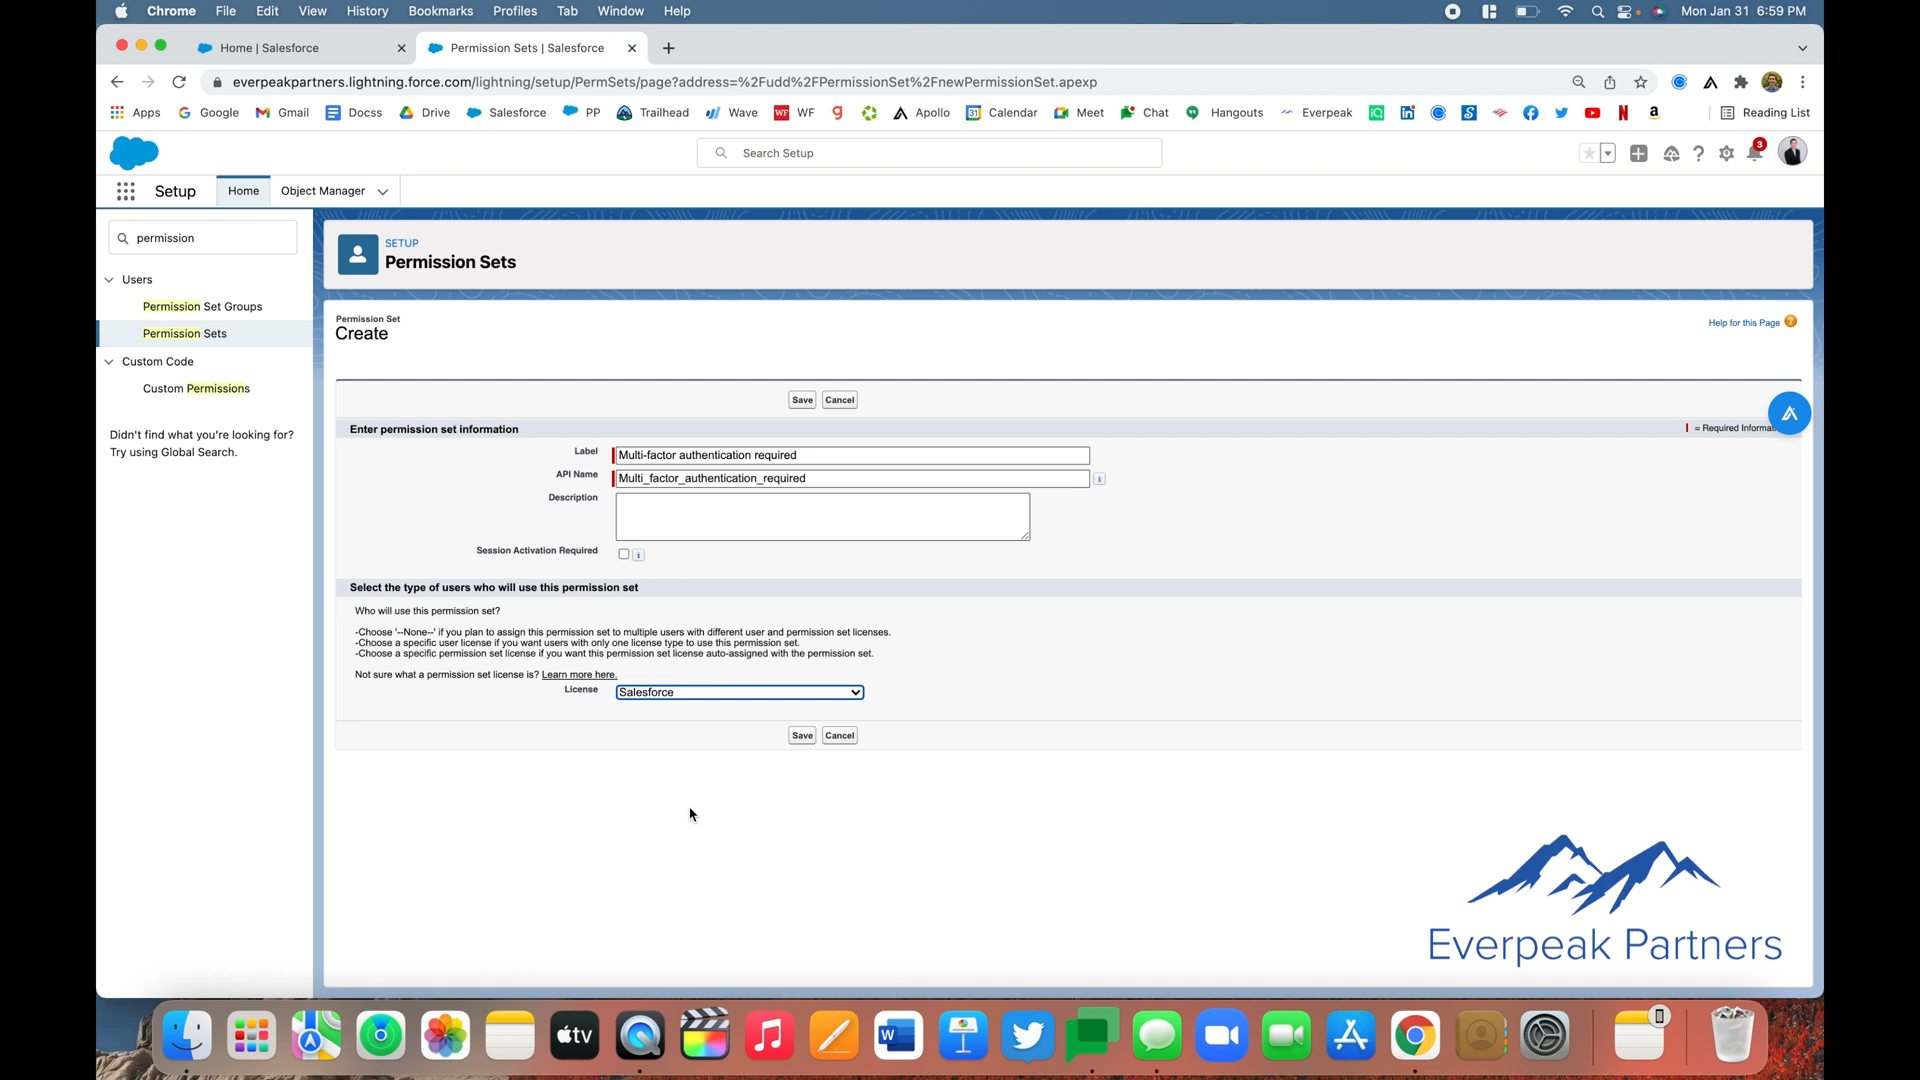 Chrome File Edit View History Bookmarks Profiles Tab Window Help
Mon Jan 31 6:59 PM
Home | Salesforce
Permission Sets | Salesforce
everpeakpartners.lightning.force.com/lightning/setup/PermSets/page?address=%2Fudd%2FPermissionSet%2FnewPermissionSet.apexp
Apps Google Gmail Docss Drive Salesforce PP Trailhead Wave WF Apollo Calendar Meet Chat Hangouts Everpeak Reading List
Search Setup
3
Setup Home Object Manager
permission
Users
Permission Set Groups
Permission Sets
Custom Code
Custom Permissions
Didn't find what you're looking for?
Try using Global Search.
SETUP
Permission Sets
Permission Set
Create
Help for this Page
Save Cancel
Enter permission set information
= Required Informati
Label Multi-factor authentication required
API Name Multi_factor_authentication_required
Description
Session Activation Required
Select the type of users who will use this permission set
Who will use this permission set?
-Choose '--None--' if you plan to assign this permission set to multiple users with different user and permission set licenses.
-Choose a specific user license if you want users with only one license type to use this permission set.
-Choose a specific permission set license if you want this permission set license auto-assigned with the permission set.
Not sure what a permission set license is? Learn more here.
License Salesforce
Save Cancel
Everpeak Partners
tv
W